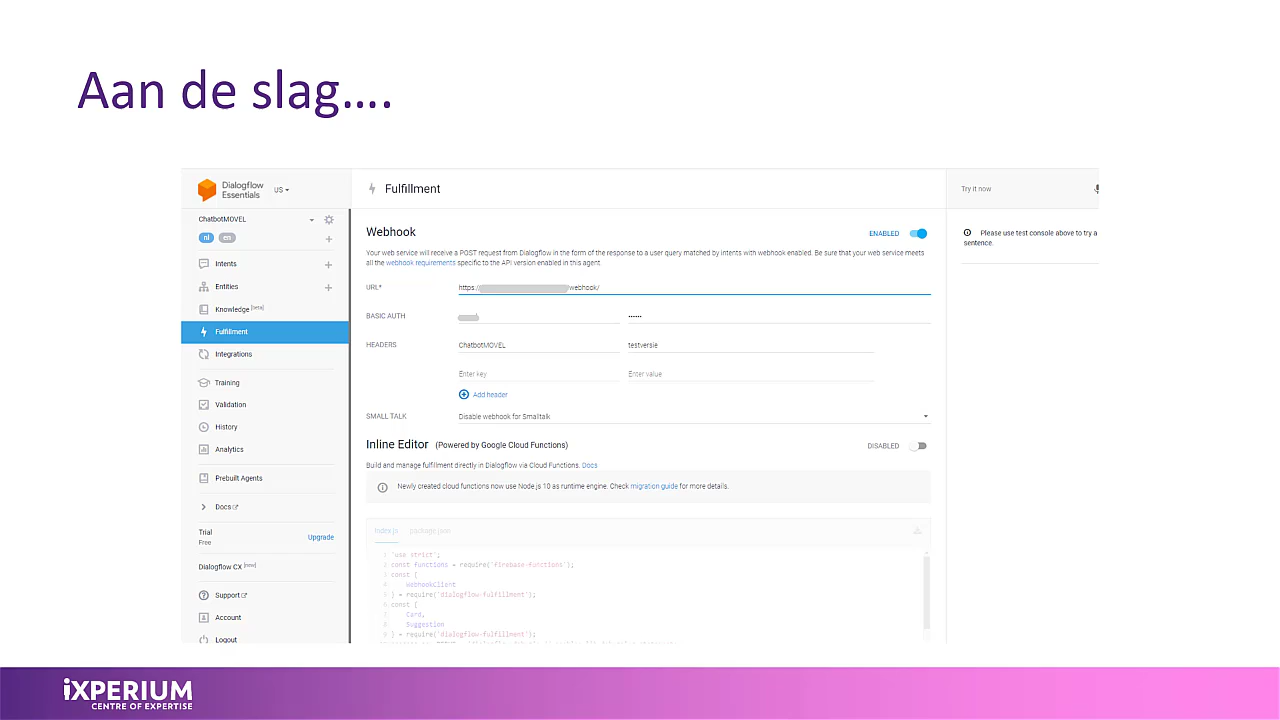 Aan de slag....
Dialogflow
Essentials
US
Fulfillment
Try it now
ChatbotMOVEL
nl en
Intents
Entities
Knowledge [beta]
Fulfillment
Integrations
Training
Validation
History
Analytics
Prebuilt Agents
Docs
Trial
Free
Upgrade
Dialogflow CX [new]
Support
Account
Logout
Webhook
ENABLED
Your web service will receive a POST request from Dialogflow in the form of the response to a user query matched by intents with webhook enabled. Be sure that your web service meets
all the webhook requirements specific to the API version enabled in this agent.
URL* https:/ /webhook/
BASIC AUTH ••••••
HEADERS ChatbotMOVEL testversie
Enter key Enter value
Add header
SMALL TALK Disable webhook for Smalltalk
Inline Editor (Powered by Google Cloud Functions) DISABLED
Build and manage fulfillment directly in Dialogflow via Cloud Functions. Docs
Newly created cloud functions now use Node.js 10 as runtime engine. Check migration guide for more details.
index.js package.json
1 'use strict';
2 const functions = require('firebase-functions');
3 const {
4 WebhookClient
5 } = require('dialogflow-fulfillment');
6 const {
7 Card,
8 Suggestion
9 } = require('dialogflow-fulfillment');
Please use test console above to try a
sentence.
iXPERIUM
CENTRE OF EXPERTISE